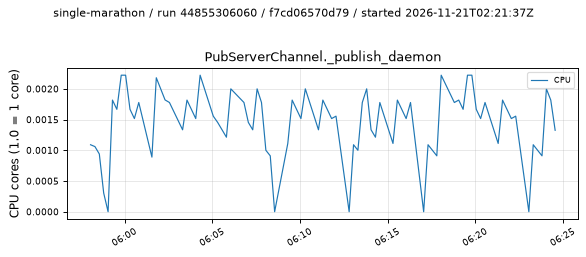 single-marathon / run 44855306060 / f7cd06570d79 / started 2026-11-21T02:21:37Z
PubServerChannel._publish_daemon
CPU
CPU cores (1.0 = 1 core)
0.0020
0.0015
0.0010
0.0005
0.0000
06:00
06:05
06:10
06:15
06:20
06:25